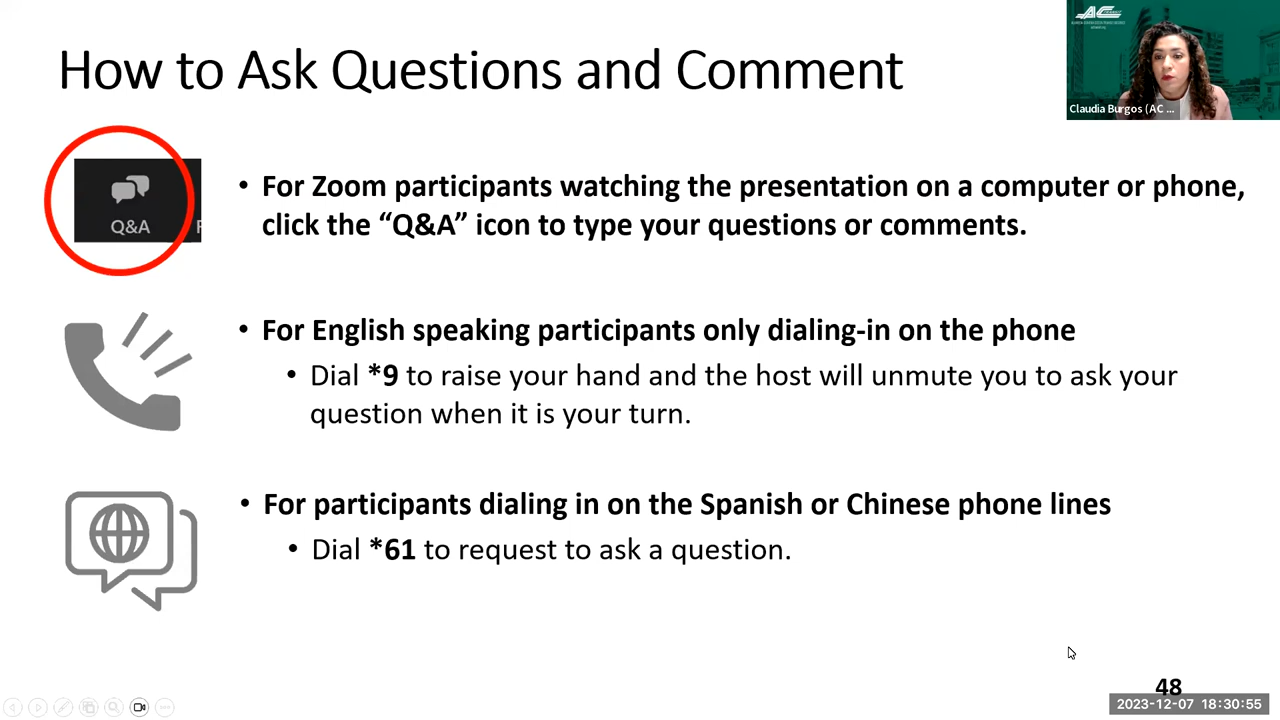 How to Ask Questions and Comment
AC
Claudia Burgos (AC ...
Q&A
• For Zoom participants watching the presentation on a computer or phone,
click the “Q&A” icon to type your questions or comments.
• For English speaking participants only dialing-in on the phone
• Dial *9 to raise your hand and the host will unmute you to ask your
question when it is your turn.
• For participants dialing in on the Spanish or Chinese phone lines
• Dial *61 to request to ask a question.
48
2023-12-07 18:30:55